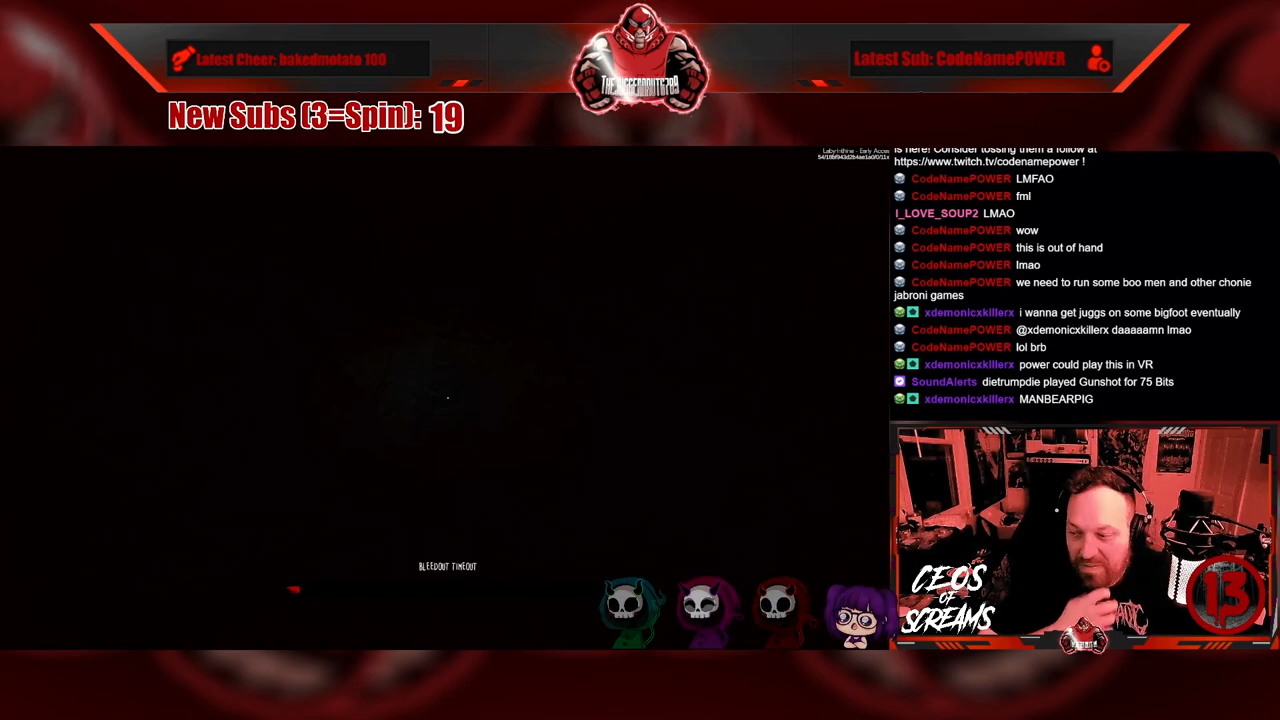 Latest Cheer: bakedmotato 100
THEJUGGERNAUT6789
Latest Sub: CodeNamePOWER
New Subs (3=Spin): 19
Labyrinthine - Early Acces
is here! Consider tossing them a follow at
https://www.twitch.tv/codenamepower !
CodeNamePOWER LMFAO
CodeNamePOWER fml
I_LOVE_SOUP2 LMAO
CodeNamePOWER wow
CodeNamePOWER this is out of hand
CodeNamePOWER lmao
CodeNamePOWER we need to run some boo men and other chonie
jabroni games
xdemonicxkillerx i wanna get juggs on some bigfoot eventually
CodeNamePOWER @xdemonicxkillerx daaaaamn lmao
CodeNamePOWER lol brb
xdemonicxkillerx power could play this in VR
SoundAlerts dietrumpdie played Gunshot for 75 Bits
xdemonicxkillerx MANBEARPIG
BLEEDOUT TIMEOUT
CEOS
OF
SCREAMS
13